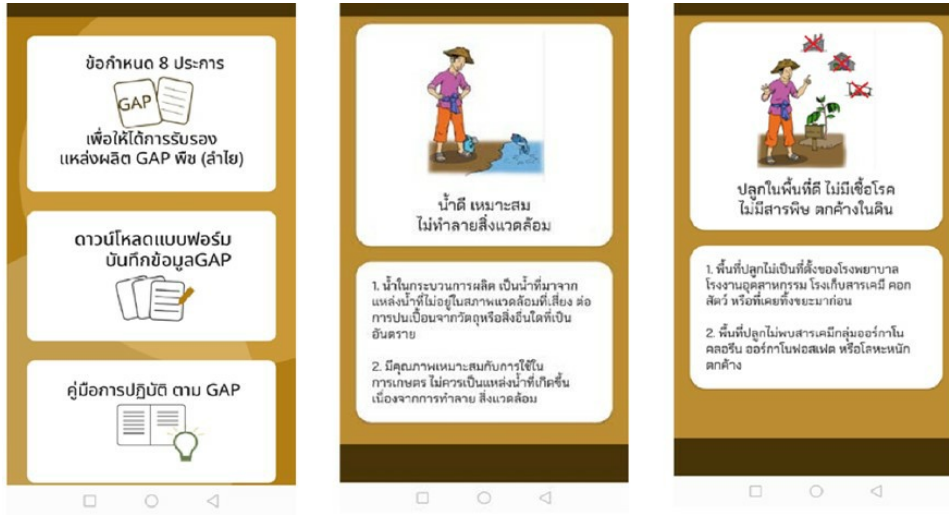 ข้อกำหนด 8 ประการ
GAP
เพื่อให้ได้การรับรอง
แหล่งผลิต GAP พืช (ลำไย)
ดาวน์โหลดแบบฟอร์ม
บันทึกข้อมูลGAP
คู่มือการปฏิบัติ ตาม GAP
น้ำดี เหมาะสม
ไม่ทำลายสิ่งแวดล้อม
1. น้ำในกระบวนการผลิต เป็นน้ำที่มาจาก
แหล่งน้ำที่ไม่อยู่ในสภาพแวดล้อมที่เสี่ยง ต่อ
การปนเปื้อนจากวัตถุหรือสิ่งอื่นใดที่เป็น
อันตราย
2. มีคุณภาพเหมาะสมกับการใช้ใน
การเกษตร ไม่ควรเป็นแหล่งน้ำที่เกิดขึ้น
เนื่องจากการทำลาย สิ่งแวดล้อม
ปลูกในพื้นที่ดี ไม่มีเชื้อโรค
ไม่มีสารพิษ ตกค้างในดิน
1. พื้นที่ปลูกไม่เป็นที่ตั้งของโรงพยาบาล
โรงงานอุตสาหกรรม โรงเก็บสารเคมี คอก
สัตว์ หรือที่เคยทิ้งขยะมาก่อน
2. พื้นที่ปลูกไม่พบสารเคมีกลุ่มออร์กาโน
คลอรีน ออร์กาโนฟอสเฟต หรือโลหะหนัก
ตกค้าง